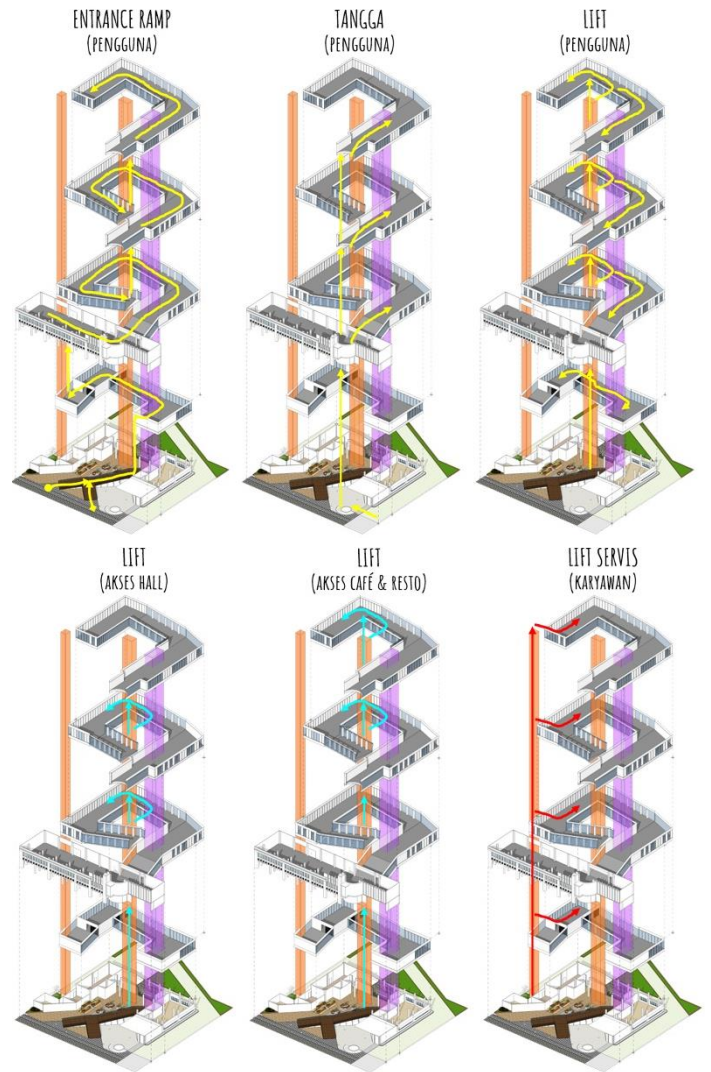 ENTRANCE RAMP
(PENGGUNA)
TANGGA
(PENGGUNA)
LIFT
(PENGGUNA)
LIFT
(AKSES HALL)
LIFT
(AKSES CAFÉ & RESTO)
LIFT SERVIS
(KARYAWAN)